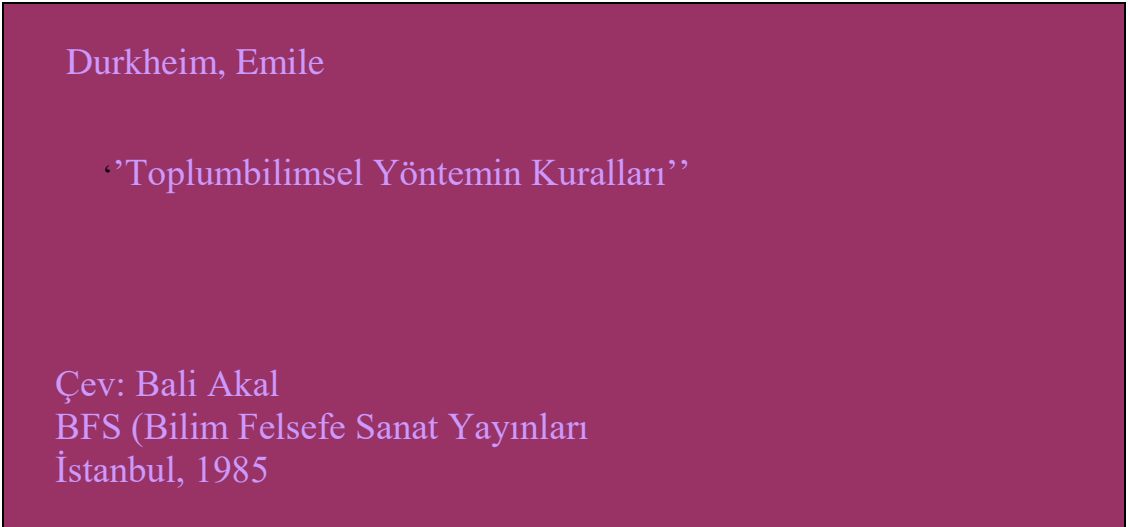 Durkheim, Emile
‘’Toplumbilimsel Yöntemin Kuralları’’
Çev: Bali Akal
BFS (Bilim Felsefe Sanat Yayınları
İstanbul, 1985